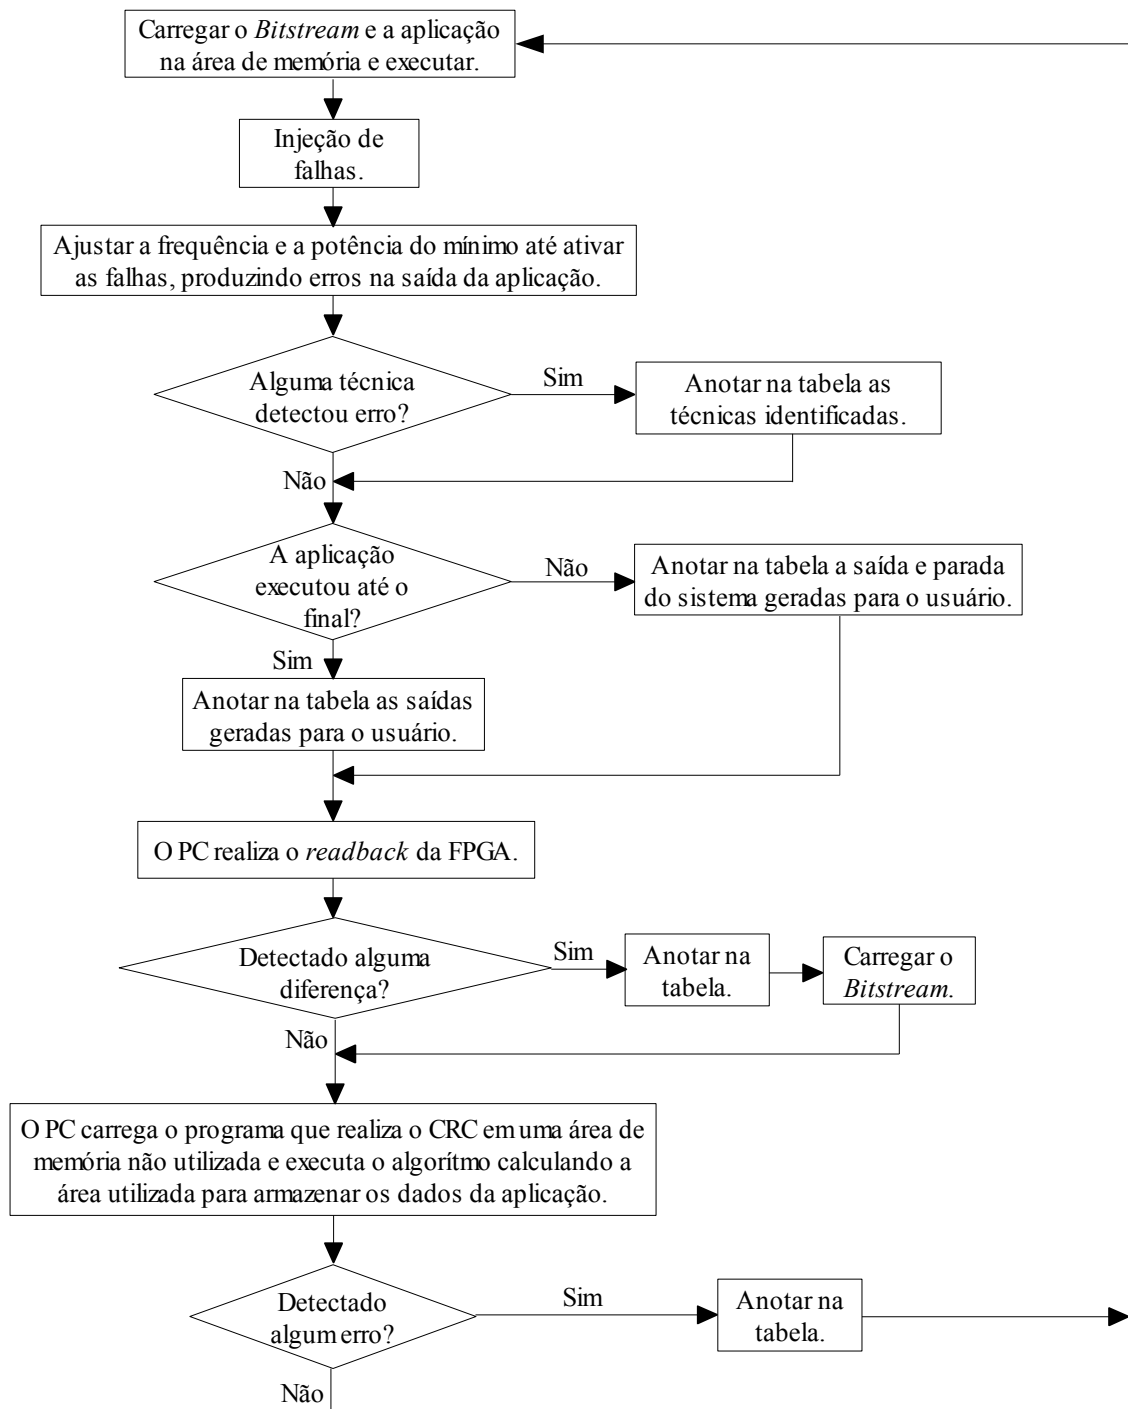 Carregar o Bitstream e a aplicação
na área de memória e executar.
Injeção de
falhas.
Ajustar a frequência e a potência do mínimo até ativar
as falhas, produzindo erros na saída da aplicação.
Alguma técnica
detectou erro?
Sim
Anotar na tabela as
técnicas identificadas.
Não
A aplicação
executou até o
final?
Não
Anotar na tabela a saída e parada
do sistema geradas para o usuário.
Sim
Anotar na tabela as saídas
geradas para o usuário.
O PC realiza o readback da FPGA.
Detectado alguma
diferença?
Sim
Anotar na
tabela.
Carregar o
Bitstream.
Não
O PC carrega o programa que realiza o CRC em uma área de
memória não utilizada e executa o algorítmo calculando a
área utilizada para armazenar os dados da aplicação.
Detectado
algum erro?
Sim
Anotar na
tabela.
Não